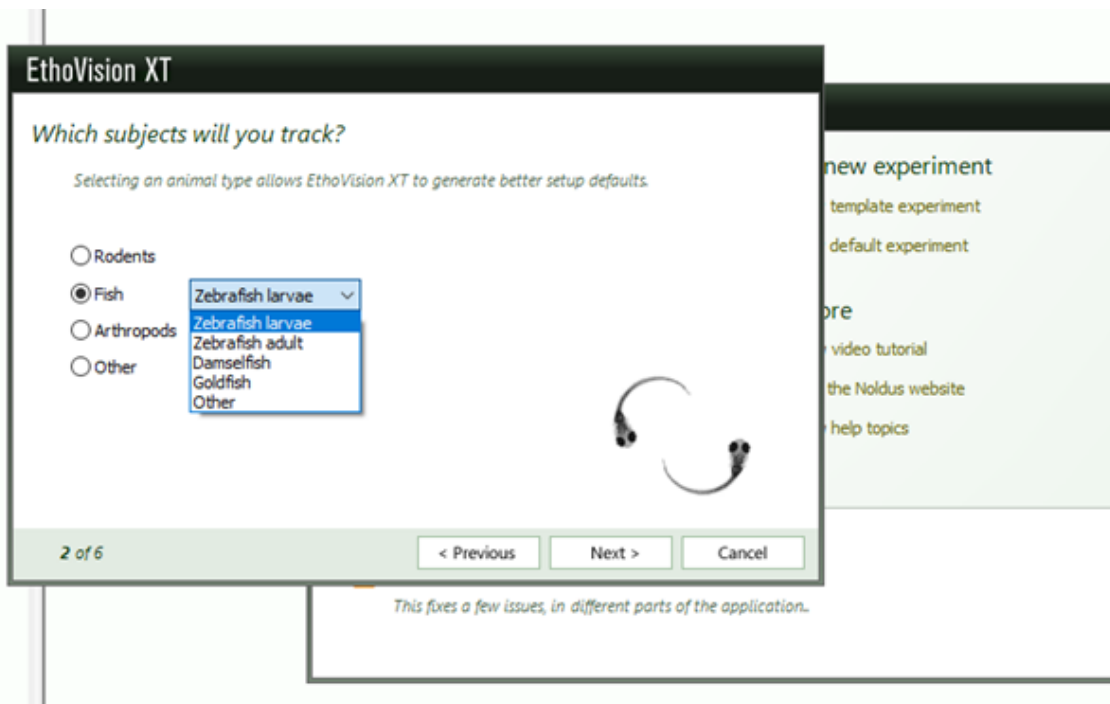 EthoVision XT
Which subjects will you track?
Selecting an animal type allows EthoVision XT to generate better setup defaults.
Rodents
Fish
Zebrafish larvae
Arthropods
Other
Zebrafish larvae
Zebrafish adult
Damselfish
Goldfish
Other
2 of 6
< Previous
Next >
Cancel
new experiment
template experiment
default experiment
video tutorial
the Noldus website
help topics
This fixes a few issues, in different parts of the application..